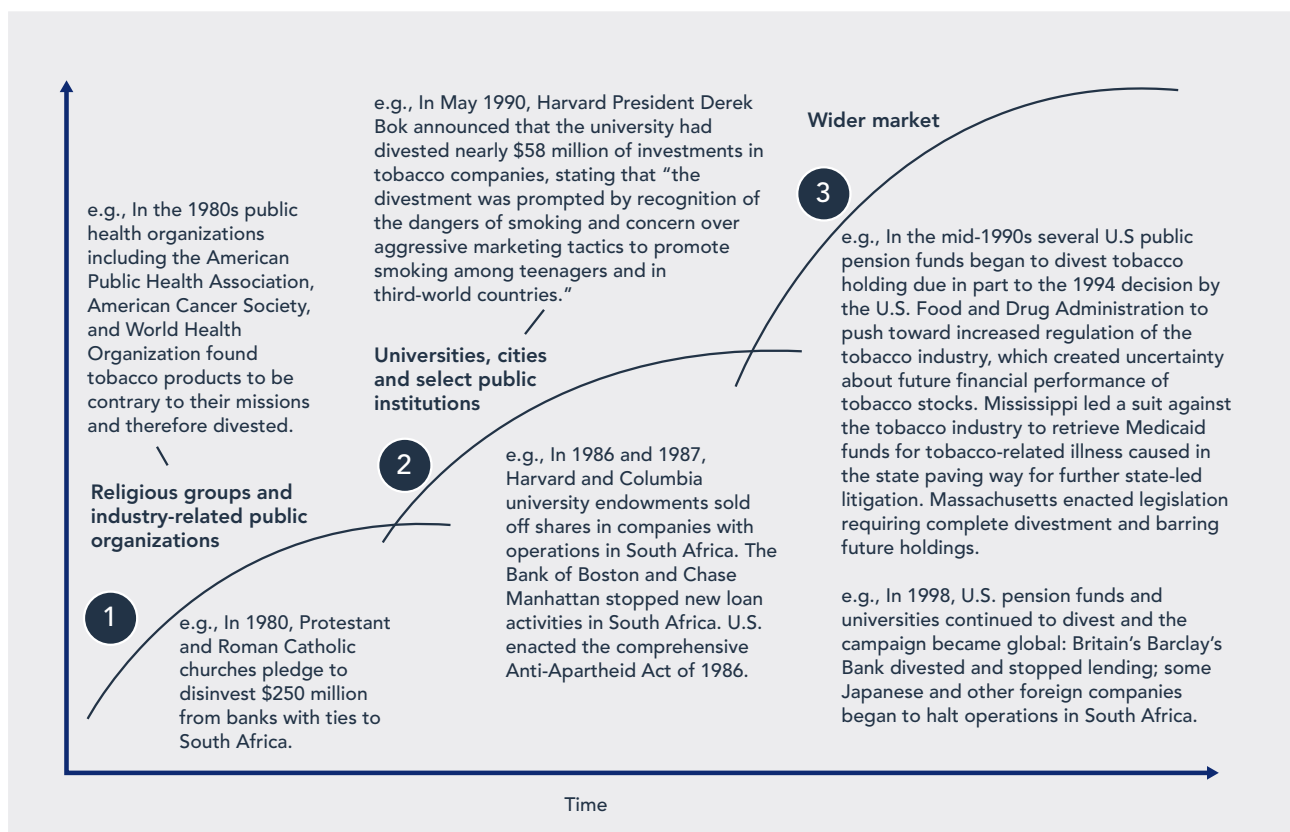 e.g., In the 1980s public
health organizations
including the American
Public Health Association,
American Cancer Society,
and World Health
Organization found
tobacco products to be
contrary to their missions
and therefore divested.
Religious groups and
industry-related public
organizations
1
e.g., In 1980, Protestant
and Roman Catholic
churches pledge to
disinvest $250 million
from banks with ties to
South Africa.
e.g., In May 1990, Harvard President Derek
Bok announced that the university had
divested nearly $58 million of investments in
tobacco companies, stating that “the
divestment was prompted by recognition of
the dangers of smoking and concern over
aggressive marketing tactics to promote
smoking among teenagers and in
third-world countries.”
Universities, cities
and select public
institutions
2
e.g., In 1986 and 1987,
Harvard and Columbia
university endowments sold
off shares in companies with
operations in South Africa. The
Bank of Boston and Chase
Manhattan stopped new loan
activities in South Africa. U.S.
enacted the comprehensive
Anti-Apartheid Act of 1986.
Wider market
3
e.g., In the mid-1990s several U.S public
pension funds began to divest tobacco
holding due in part to the 1994 decision by
the U.S. Food and Drug Administration to
push toward increased regulation of the
tobacco industry, which created uncertainty
about future financial performance of
tobacco stocks. Mississippi led a suit against
the tobacco industry to retrieve Medicaid
funds for tobacco-related illness caused in
the state paving way for further state-led
litigation. Massachusetts enacted legislation
requiring complete divestment and barring
future holdings.
e.g., In 1998, U.S. pension funds and
universities continued to divest and the
campaign became global: Britain’s Barclay’s
Bank divested and stopped lending; some
Japanese and other foreign companies
began to halt operations in South Africa.
Time